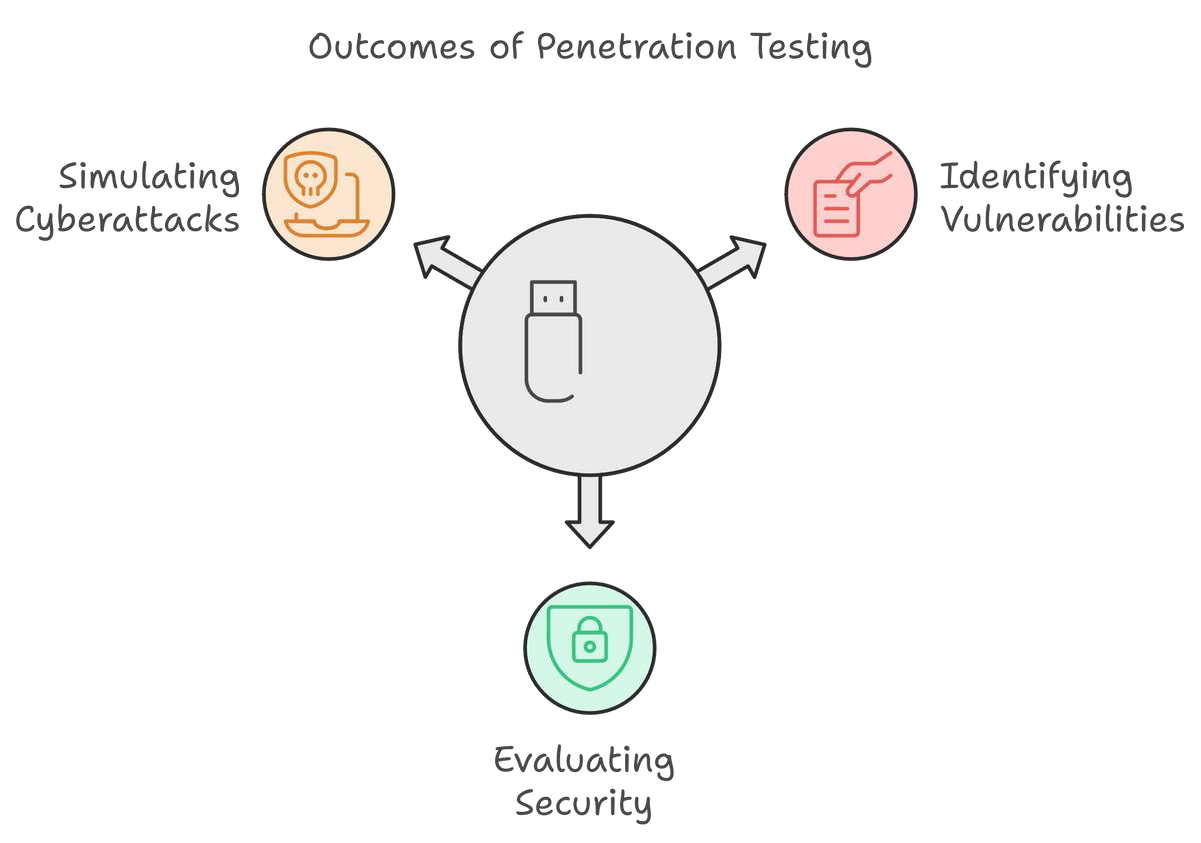 Outcomes of Penetration Testing
Simulating
Cyberattacks
Identifying
Vulnerabilities
Evaluating
Security